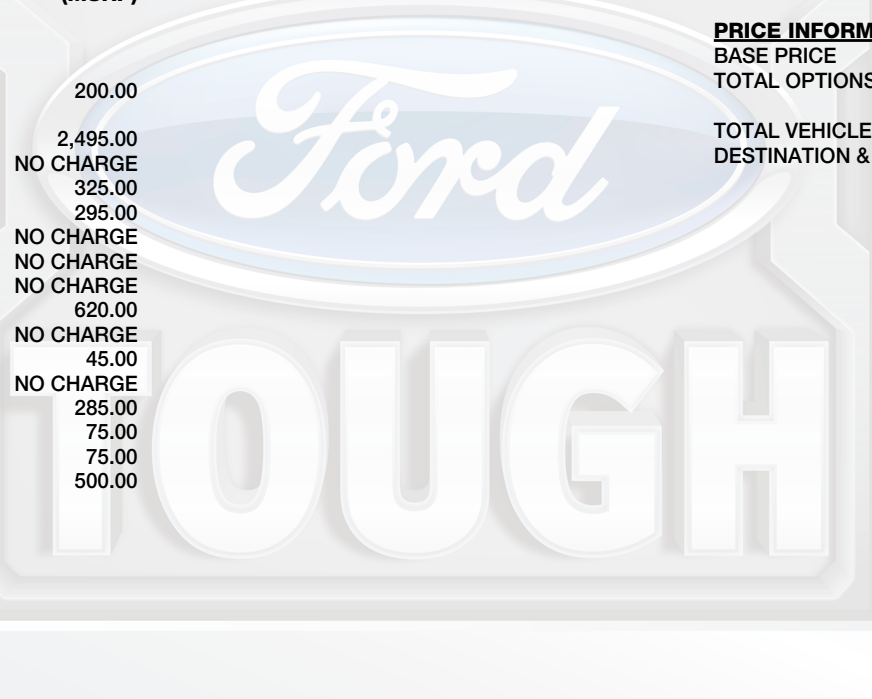 (MSRP)
200.00
2,495.00
NO CHARGE
325.00
295.00
NO CHARGE
NO CHARGE
NO CHARGE
620.00
NO CHARGE
45.00
NO CHARGE
285.00
75.00
75.00
500.00
PRICE INFORM
BASE PRICE
TOTAL OPTIONS
TOTAL VEHICLE
DESTINATION &
Ford
TOUGH